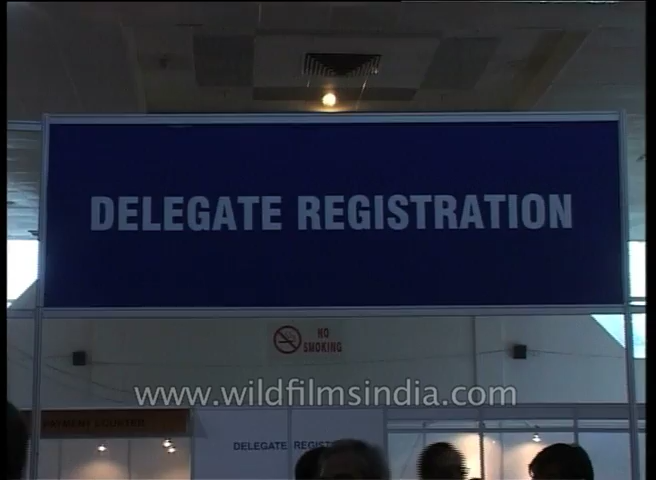 DELEGATE REGISTRATION
NO
SMOKING
www.wildfilmsindia.com
PAYMENT COUNTER
DELEGATE REGIST